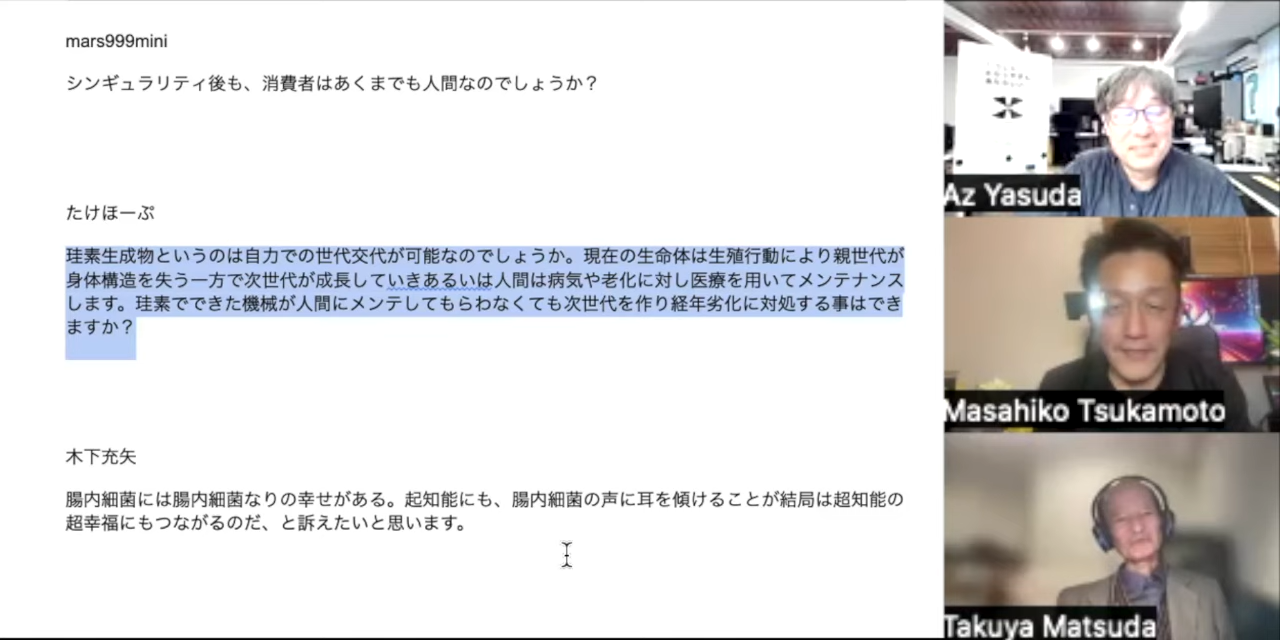 mars999mini
シンギュラリティ後も、消費者はあくまでも人間なのでしょうか？
たけほーぷ
珪素生成物というのは自力での世代交代が可能なのでしょうか。現在の生命体は生殖行動により親世代が
身体構造を失う一方で次世代が成長していきあるいは人間は病気や老化に対し医療を用いてメンテナンス
します。珪素でできた機械が人間にメンテしてもらわなくても次世代を作り経年劣化に対処する事はでき
ますか？
木下充矢
腸内細菌には腸内細菌なりの幸せがある。起知能にも、腸内細菌の声に耳を傾けることが結局は超知能の
超幸福にもつながるのだ、と訴えたいと思います。
Az Yasuda
Masahiko Tsukamoto
Takuya Matsuda